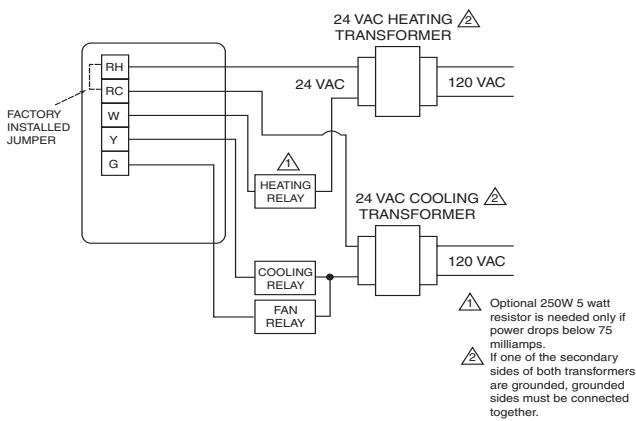 24 VAC HEATING 2
TRANSFORMER
RH
RC
W
Y
G
FACTORY
INSTALLED
JUMPER
24 VAC
120 VAC
1
HEATING
RELAY
24 VAC COOLING 2
TRANSFORMER
COOLING
RELAY
FAN
RELAY
120 VAC
1 Optional 250W 5 watt
resistor is needed only if
power drops below 75
milliamps.
2 If one of the secondary
sides of both transformers
are grounded, grounded
sides must be connected
together.